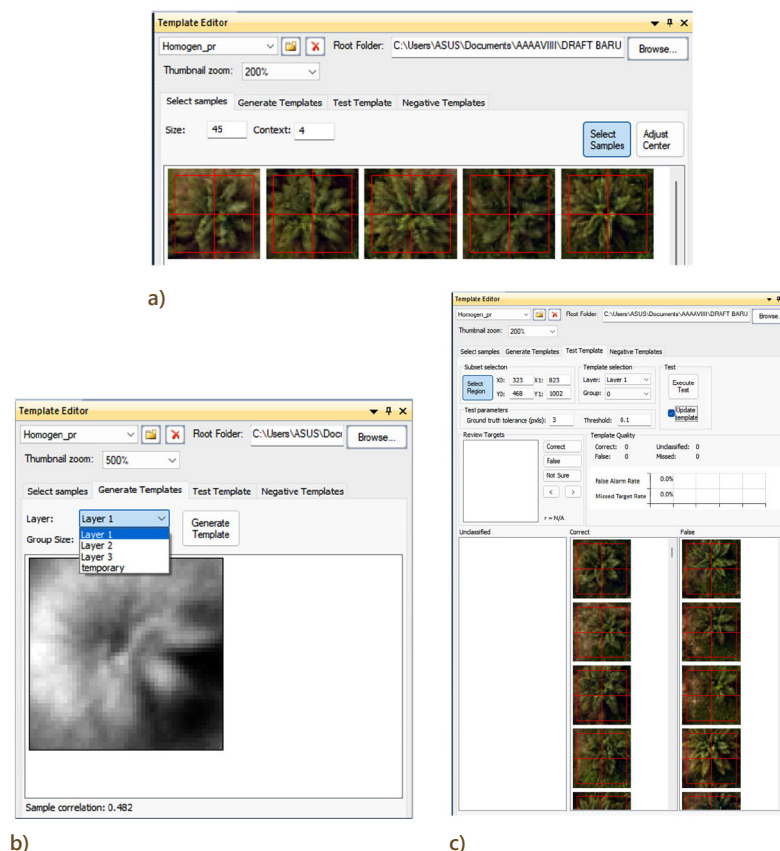 Template Editor
Homogen_pr Root Folder: C:\Users\ASUS\Documents\AAAAVIIII\DRAFT BARU Browse...
Thumbnail zoom: 200%
Select samples Generate Templates Test Template Negative Templates
Size: 45 Context: 4 Select Samples Adjust Center
a)
Template Editor
Homogen_pr Root Folder: C:\Users\ASUS\Doc Browse...
Thumbnail zoom: 500%
Select samples Generate Templates Test Template Negative Templates
Layer: Layer 1 Generate Template
Group Size: Layer 1
Layer 2
Layer 3
temporary
Sample correlation: 0.482
b)
Template Editor
Homogen_pr Root Folder: C:\Users\ASUS\Documents\AAAAVIIII\DRAFT BARU Browse
Thumbnail zoom: 200%
Select samples Generate Templates Test Template Negative Templates
Subset selection Template selection Test
Select Region X0: 323 X1: 823 Layer: Layer 1 Execute Test
Y0: 468 Y1: 1002 Group: 0 Update template
Test parameters
Ground truth tolerance (pxls): 3 Threshold: 0.1
Review Targets Template Quality
Correct Correct: 0 Unclassified: 0
False False: 0 Missed: 0
Not Sure false Alarm Rate 0.0%
< > Missed Target Rate 0.0%
r = N/A
Unclassified Correct False
c)